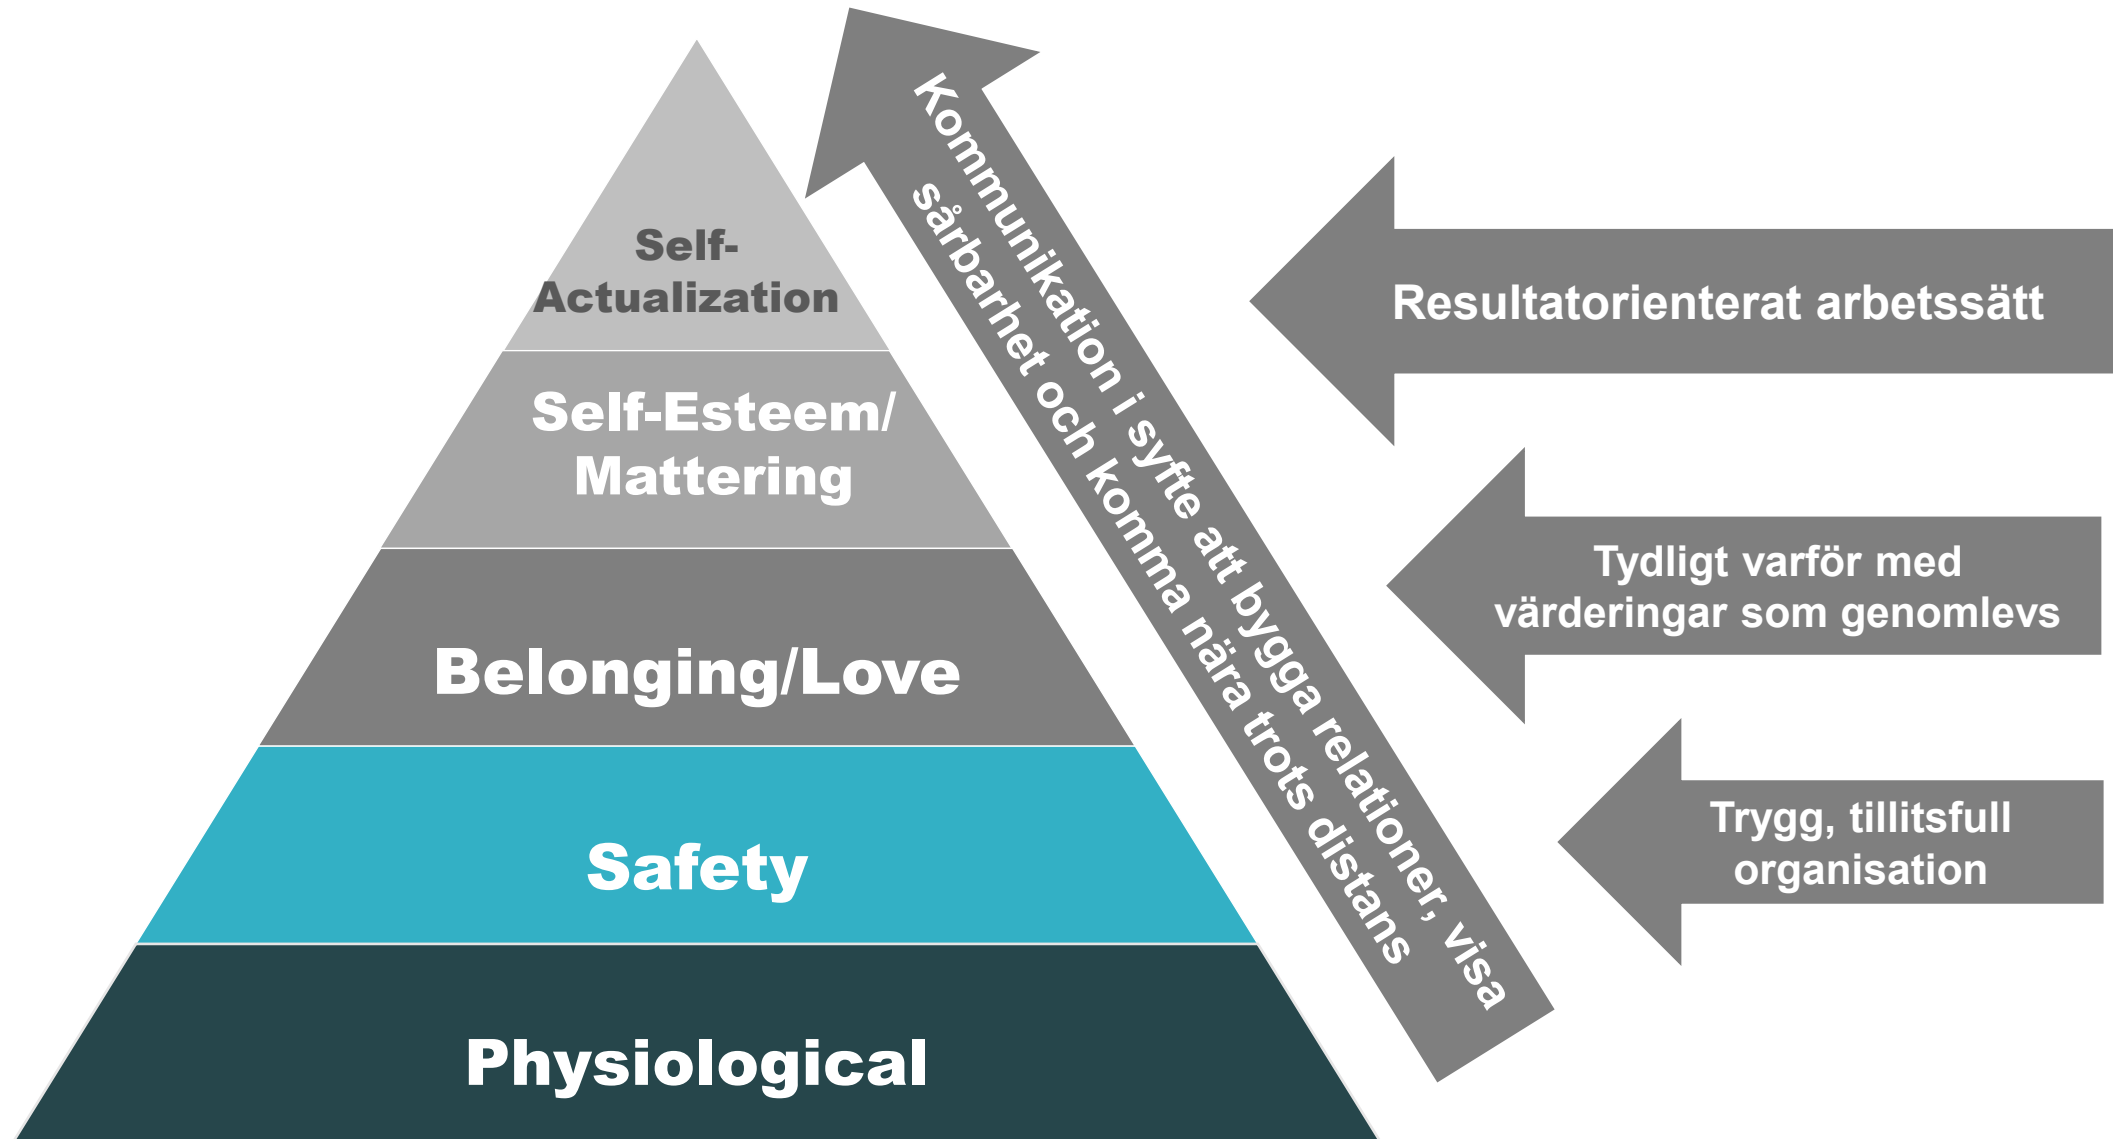 Self-
Actualization
Self-Esteem/
Mattering
Belonging/Love
Safety
Physiological
Kommunikation i syfte att bygga relationer, visa
sårbarhet och komma nära trots distans
Resultatorienterat arbetssätt
Tydligt varför med
värderingar som genomlevs
Trygg, tillitsfull
organisation